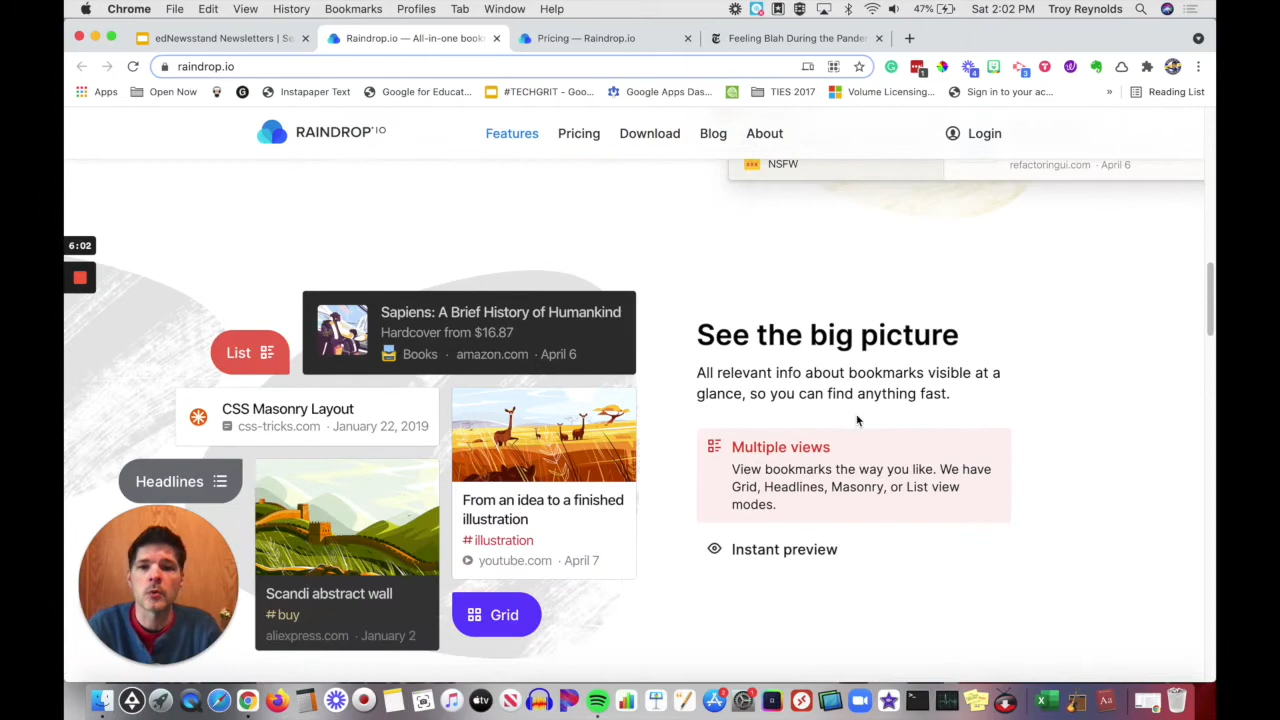 Chrome File Edit View History Bookmarks Profiles Tab Window Help 47% Sat 2:02 PM Troy Reynolds
edNewsstand Newsletters | Se Raindrop.io — All-in-one book Pricing — Raindrop.io Feeling Blah During the Pander
raindrop.io
Apps Open Now Instapaper Text Google for Educat... #TECHGRIT - Goo... Google Apps Das... TIES 2017 Volume Licensing... Sign in to your ac... » Reading List
RAINDROP.IO Features Pricing Download Blog About Login
NSFW refactoringui.com · April 6
6:02
Sapiens: A Brief History of Humankind
Hardcover from $16.87
Books · amazon.com · April 6
List
CSS Masonry Layout
css-tricks.com · January 22, 2019
Headlines
From an idea to a finished
illustration
#illustration
youtube.com · April 7
Scandi abstract wall
#buy
aliexpress.com · January 2
Grid
See the big picture
All relevant info about bookmarks visible at a
glance, so you can find anything fast.
Multiple views
View bookmarks the way you like. We have
Grid, Headlines, Masonry, or List view
modes.
Instant preview